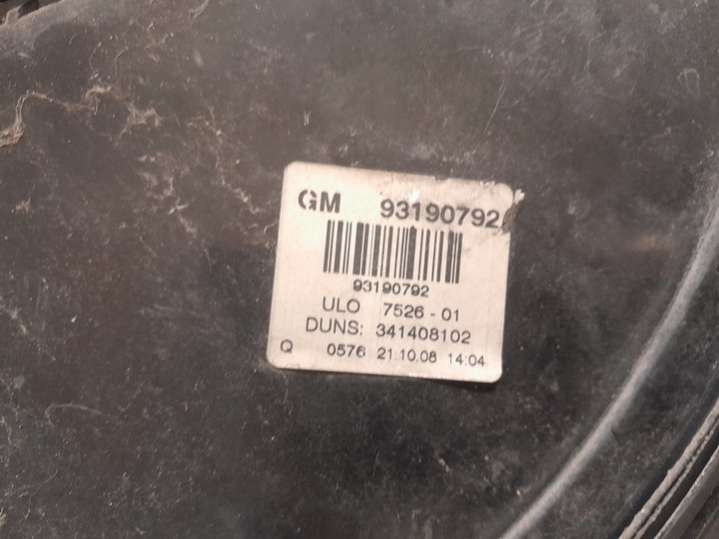 GM 93190792
93190792
ULO 7526-01
DUNS: 341408102
Q 0576 21.10.08 14:04